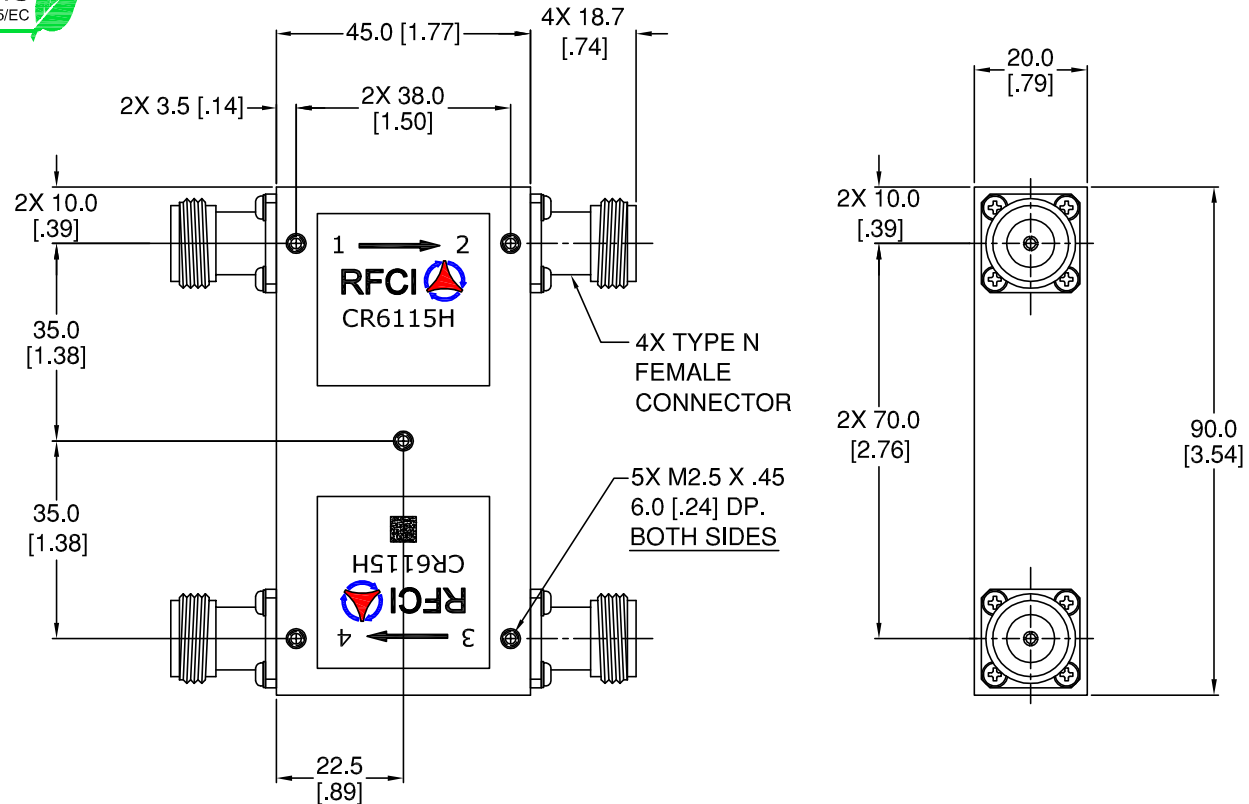 5/EC
45.0 [1.77]
4X 18.7
[.74]
2X 3.5 [.14]
2X 38.0
[1.50]
2X 10.0
[.39]
1
2
RFCI
CR6115H
35.0
[1.38]
4X TYPE N
FEMALE
CONNECTOR
5X M2.5 X .45
6.0 [.24] DP.
BOTH SIDES
35.0
[1.38]
CR6115H
RFCI
3
4
22.5
[.89]
20.0
[.79]
2X 10.0
[.39]
2X 70.0
[2.76]
90.0
[3.54]